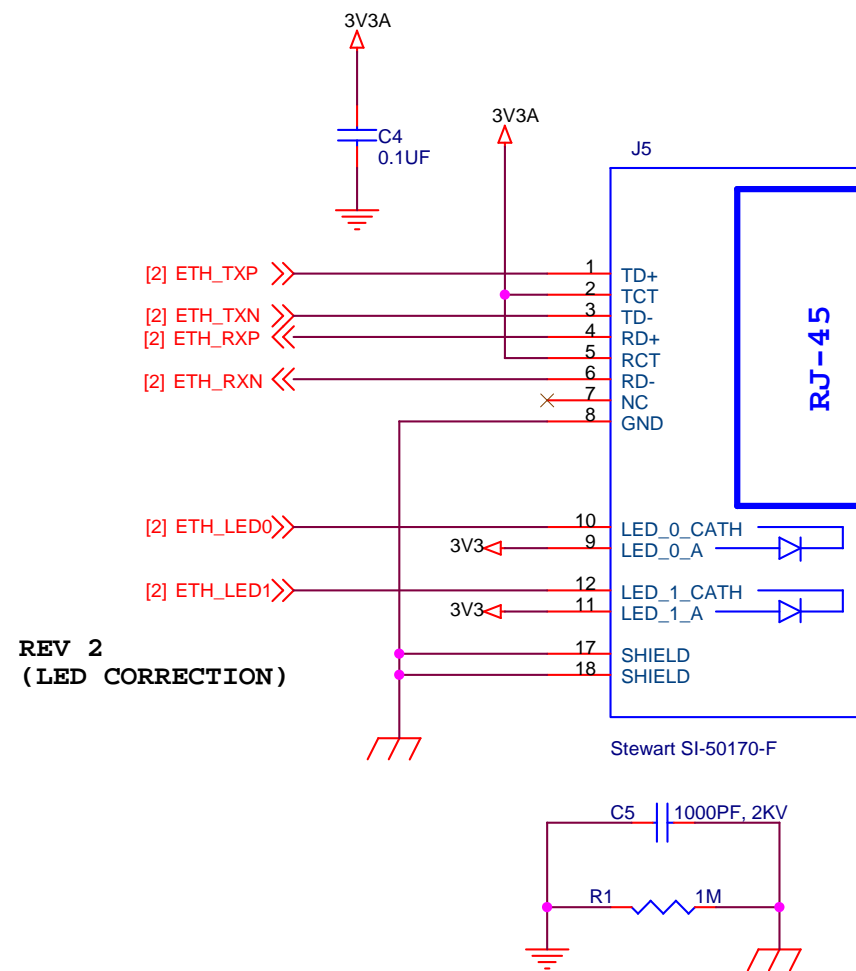 3V3A
C4
0.1UF
3V3A
J5
[2] ETH_TXP
1 TD+
2 TCT
[2] ETH_TXN
3 TD-
[2] ETH_RXP
4 RD+
5 RCT
[2] ETH_RXN
6 RD-
7 NC
8 GND
RJ-45
[2] ETH_LED0
10 LED_0_CATH
3V3
9 LED_0_A
[2] ETH_LED1
12 LED_1_CATH
3V3
11 LED_1_A
REV 2
(LED CORRECTION)
17 SHIELD
18 SHIELD
Stewart SI-50170-F
C5 1000PF, 2KV
R1 1M